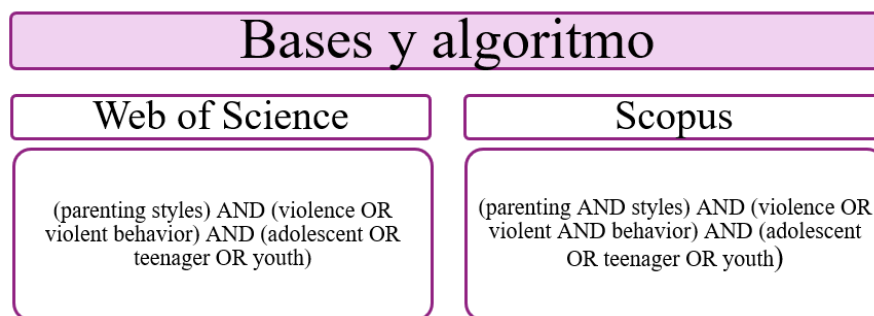 Bases y algoritmo
Web of Science
(parenting styles) AND (violence OR
violent behavior) AND (adolescent OR
teenager OR youth)
Scopus
(parenting AND styles) AND (violence OR
violent AND behavior) AND (adolescent
OR teenager OR youth)